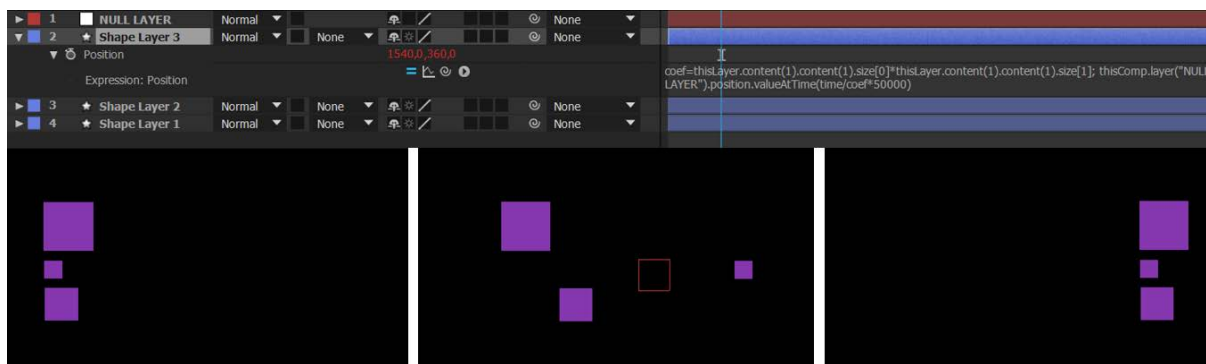 1 NULL LAYER Normal None
2 Shape Layer 3 Normal None None
Position 1540,0,360,0
Expression: Position
coef=thisLayer.content(1).content(1).size[0]*thisLayer.content(1).content(1).size[1]; thisComp.layer("NULL
LAYER").position.valueAtTime(time/coef*50000)
3 Shape Layer 2 Normal None None
4 Shape Layer 1 Normal None None